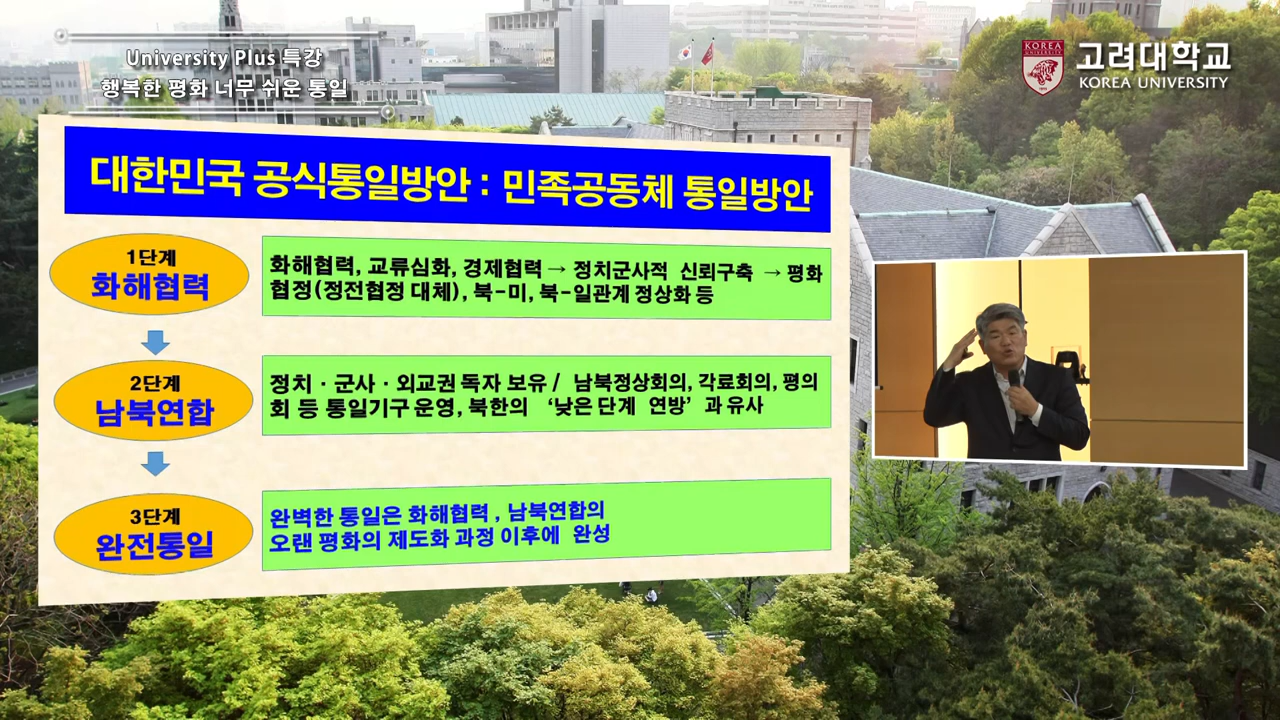 University Plus 특강
행복한 평화 너무 쉬운 통일
KOREA
UNIVERSITY
고려대학교
KOREA UNIVERSITY
대한민국 공식통일방안 : 민족공동체 통일방안
1단계
화해협력
화해협력, 교류심화, 경제협력 → 정치군사적 신뢰구축 → 평화
협정(정전협정 대체), 북-미, 북-일관계 정상화 등
2단계
남북연합
정치 · 군사 · 외교권 독자 보유 / 남북정상회의, 각료회의, 평의
회 등 통일기구 운영, 북한의 ‘낮은 단계 연방’ 과 유사
3단계
완전통일
완벽한 통일은 화해협력 , 남북연합의
오랜 평화의 제도화 과정 이후에 완성